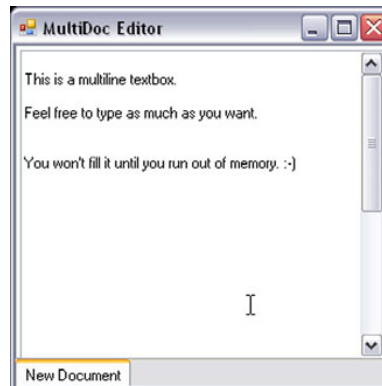 MultiDoc Editor
This is a multiline textbox.
Feel free to type as much as you want.
You won't fill it until you run out of memory. :-)
New Document